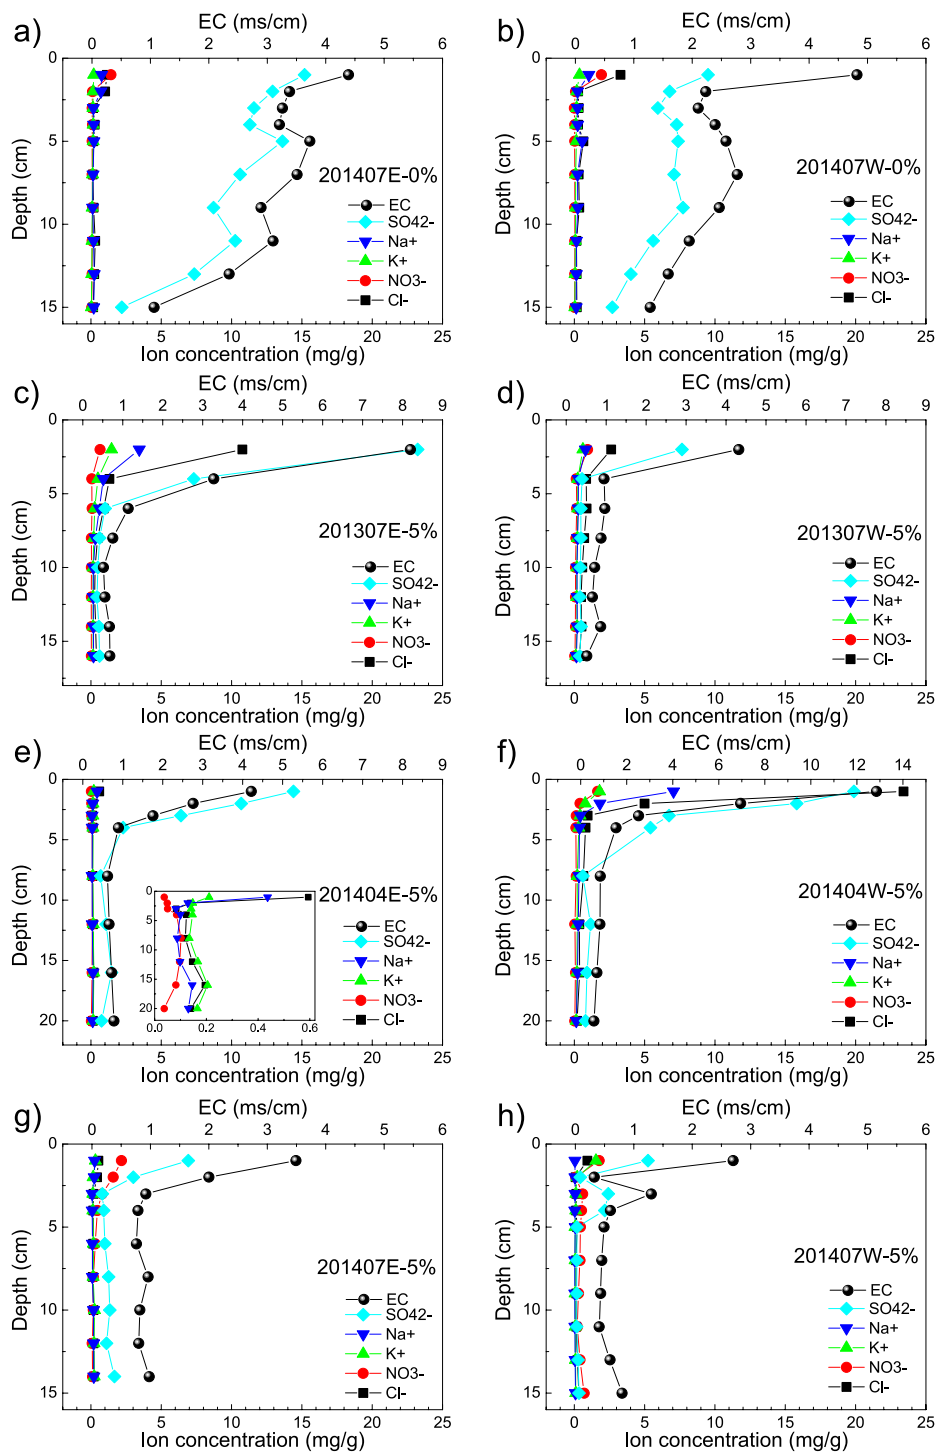 a)
EC (ms/cm)
0 1 2 3 4 5 6
0
5
10
15
Depth (cm)
201407E-0%
EC
SO42-
Na+
K+
NO3-
Cl-
0 5 10 15 20 25
Ion concentration (mg/g)
b)
EC (ms/cm)
0 1 2 3 4 5 6
0
5
10
15
Depth (cm)
201407W-0%
EC
SO42-
Na+
K+
NO3-
Cl-
0 5 10 15 20 25
Ion concentration (mg/g)
c)
EC (ms/cm)
0 1 2 3 4 5 6 7 8 9
0
5
10
15
Depth (cm)
201307E-5%
EC
SO42-
Na+
K+
NO3-
Cl-
0 5 10 15 20 25
Ion concentration (mg/g)
d)
EC (ms/cm)
0 1 2 3 4 5 6 7 8 9
0
5
10
15
Depth (cm)
201307W-5%
EC
SO42-
Na+
K+
NO3-
Cl-
0 5 10 15 20 25
Ion concentration (mg/g)
e)
EC (ms/cm)
0 1 2 3 4 5 6 7 8 9
0
5
10
15
20
Depth (cm)
0
5
10
15
20
0.0 0.2 0.4 0.6
201404E-5%
EC
SO42-
Na+
K+
NO3-
Cl-
0 5 10 15 20 25
Ion concentration (mg/g)
f)
EC (ms/cm)
0 2 4 6 8 10 12 14
0
5
10
15
20
Depth (cm)
201404W-5%
EC
SO42-
Na+
K+
NO3-
Cl-
0 5 10 15 20 25
Ion concentration (mg/g)
g)
EC (ms/cm)
0 1 2 3 4 5 6
0
5
10
15
Depth (cm)
201407E-5%
EC
SO42-
Na+
K+
NO3-
Cl-
0 5 10 15 20 25
Ion concentration (mg/g)
h)
EC (ms/cm)
0 1 2 3 4 5 6
0
5
10
15
Depth (cm)
201407W-5%
EC
SO42-
Na+
K+
NO3-
Cl-
0 5 10 15 20 25
Ion concentration (mg/g)